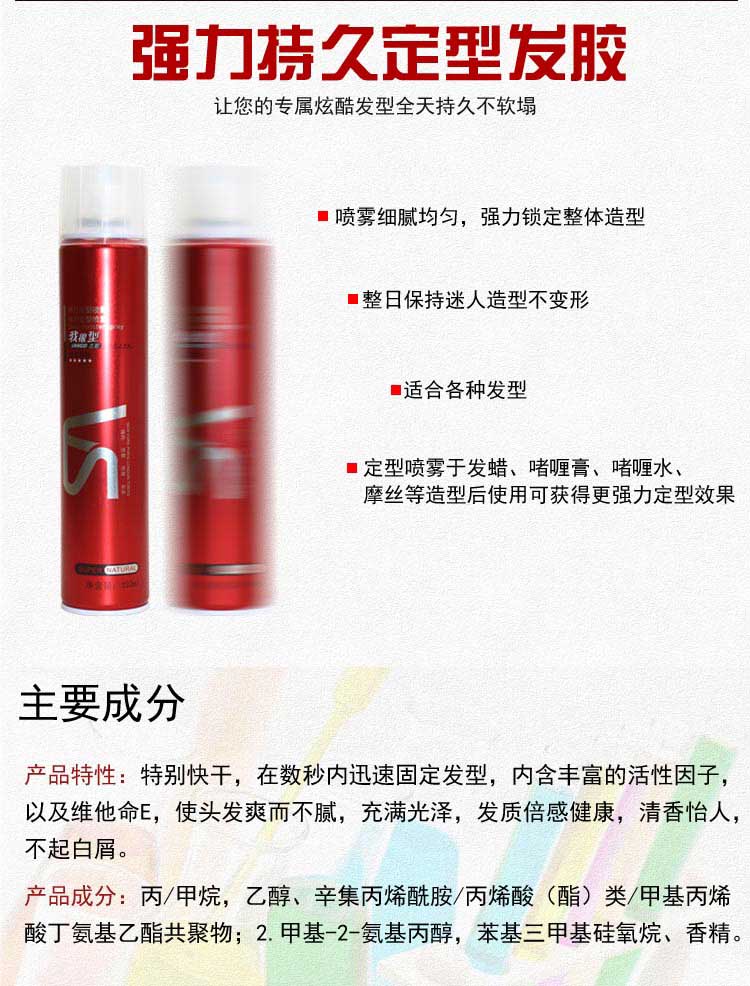 强力持久定型发胶
让您的专属炫酷发型全天持久不软塌
喷雾细腻均匀，强力锁定整体造型
整日保持迷人造型不变形
适合各种发型
定型喷雾于发蜡、啫喱膏、啫喱水、
摩丝等造型后使用可获得更强力定型效果
我很型
VS
SUPER NATURAL
主要成分
产品特性：特别快干，在数秒内迅速固定发型，内含丰富的活性因子，
以及维他命E，使头发爽而不腻，充满光泽，发质倍感健康，清香怡人，
不起白屑。
产品成分：丙/甲烷，乙醇、辛集丙烯酰胺/丙烯酸（酯）类/甲基丙烯
酸丁氨基乙酯共聚物；2.甲基-2-氨基丙醇，苯基三甲基硅氧烷、香精。